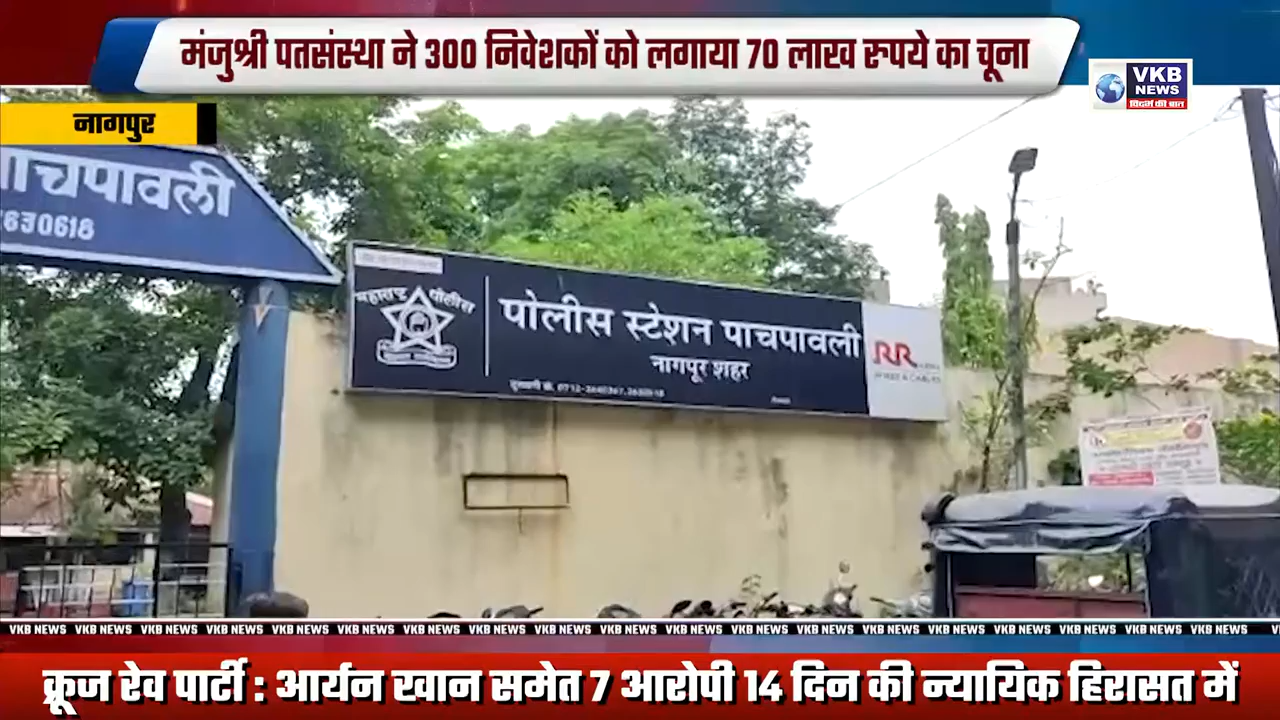 मंजुश्री पतसंस्था ने 300 निवेशकों को लगाया 70 लाख रुपये का चूना
VKB
NEWS
विदर्भ की बात
नागपुर
पाचपावली
630618
महाराष्ट्र पोलीस
पोलीस स्टेशन पाचपावली
नागपूर शहर
RR
VKB NEWS VKB NEWS VKB NEWS VKB NEWS VKB NEWS VKB NEWS VKB NEWS VKB NEWS VKB NEWS VKB NEWS VKB NEWS VKB NEWS VKB NEWS VKB NEWS VKB NEWS VKB NEWS VKB NEWS VKB NEWS VKB NEWS
क्रूज रेव पार्टी : आर्यन खान समेत 7 आरोपी 14 दिन की न्यायिक हिरासत में